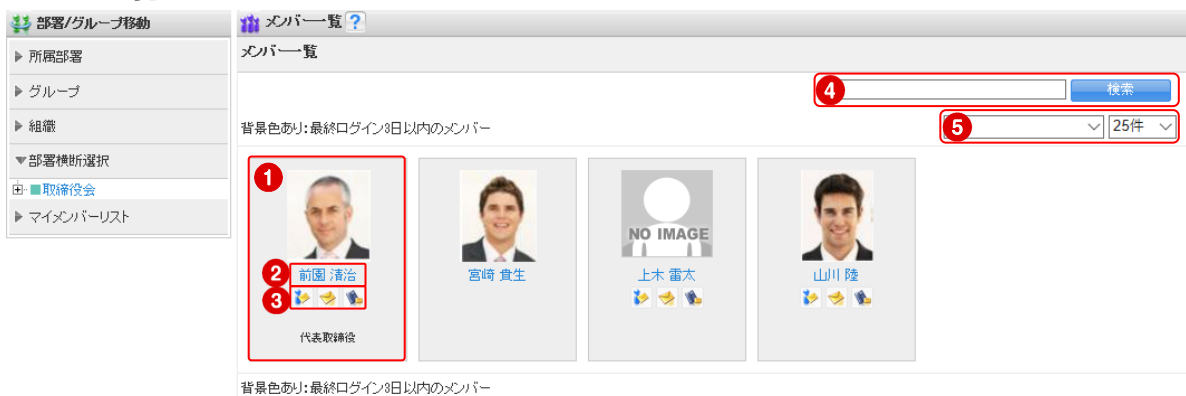 部署/グループ移動
メンバー一覧 ?
▶ 所属部署
メンバー一覧
▶ グループ
4
検索
▶ 組織
背景色あり:最終ログイン3日以内のメンバー
5
25件
▼部署横断選択
取締役会
▶ マイメンバーリスト
1
NO IMAGE
2
前園 清治
宮崎 貴生
上木 雷太
山川 陸
3
代表取締役
背景色あり:最終ログイン3日以内のメンバー